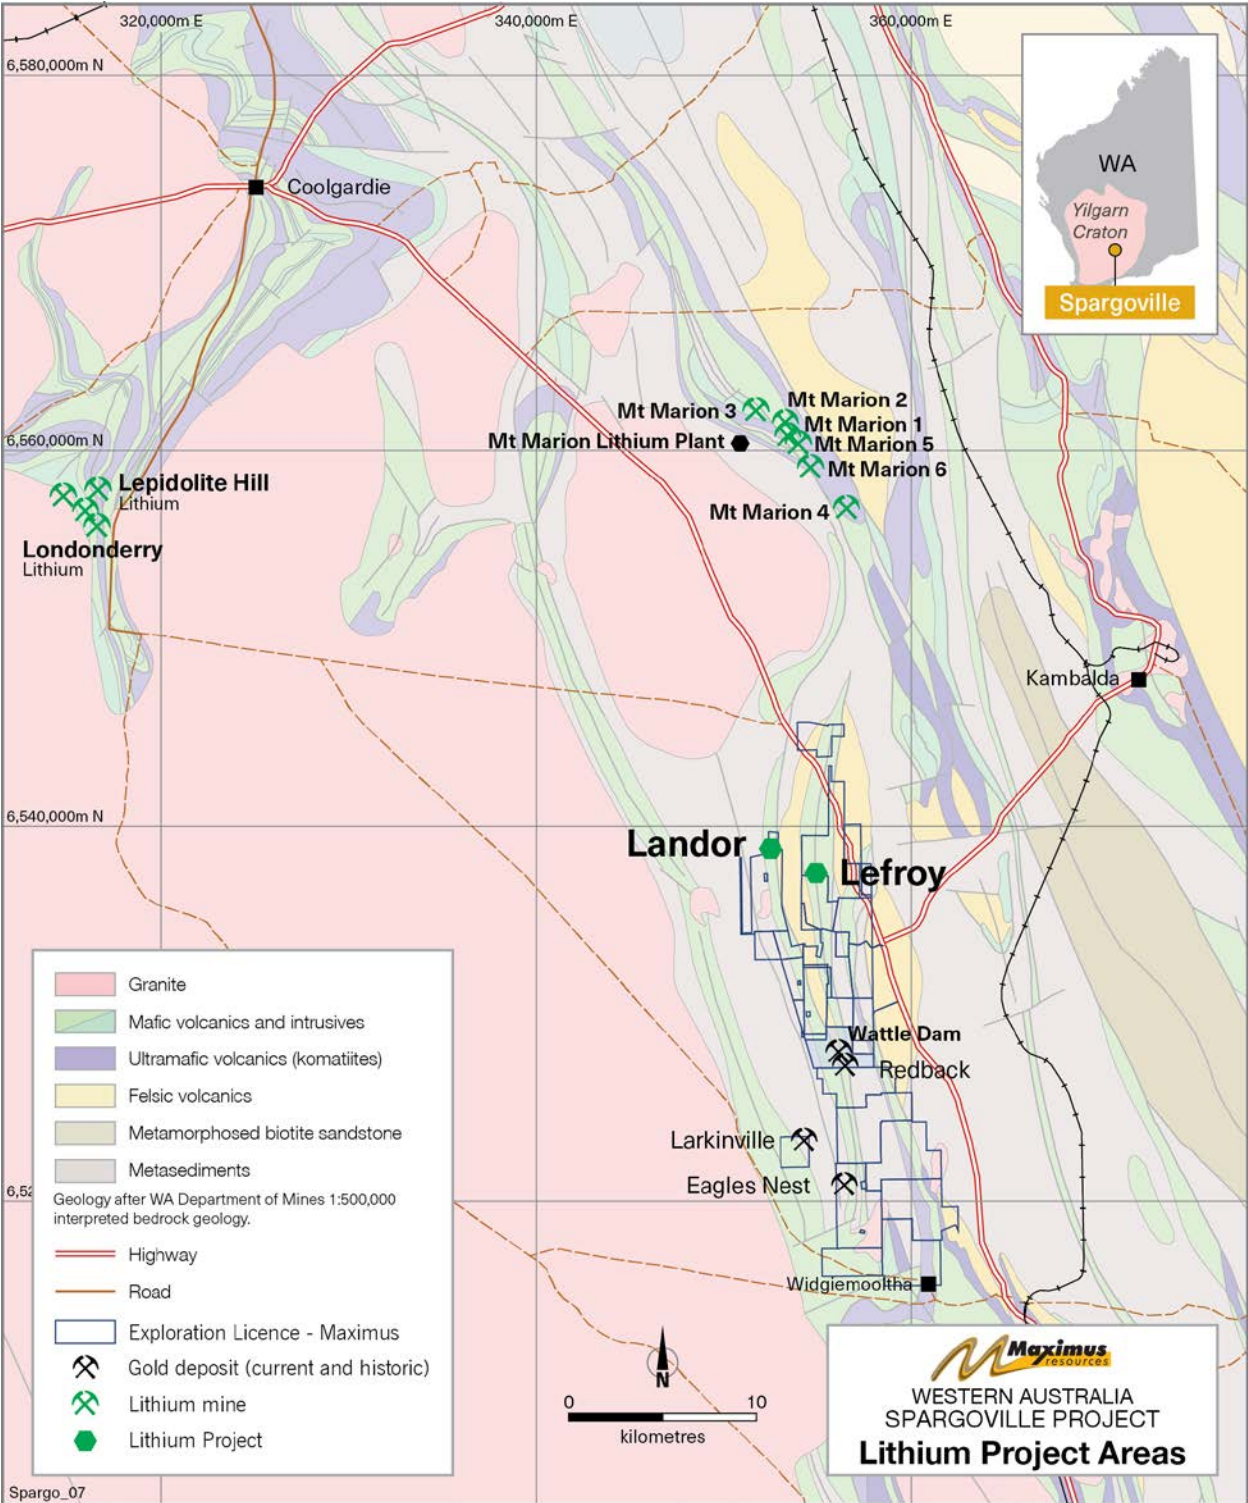 320,000m E
340,000m E
360,000m E
6,580,000m N
Coolgardie
WA
Yilgarn
Craton
Spargoville
Mt Marion 2
Mt Marion 3
Mt Marion 1
Mt Marion Lithium Plant
Mt Marion 5
6,560,000m N
Mt Marion 6
Lepidolite Hill
Lithium
Mt Marion 4
Londonderry
Lithium
Kambalda
6,540,000m N
Landor
Lefroy
Wattle Dam
Redback
Larkinville
Eagles Nest
Widgiemooltha
Granite
Mafic volcanics and intrusives
Ultramafic volcanics (komatiites)
Felsic volcanics
Metamorphosed biotite sandstone
Metasediments
6,52
Geology after WA Department of Mines 1:500,000
interpreted bedrock geology.
Highway
Road
Exploration Licence - Maximus
Gold deposit (current and historic)
Lithium mine
Lithium Project
N
0 10
kilometres
Maximus
resources
WESTERN AUSTRALIA
SPARGOVILLE PROJECT
Lithium Project Areas
Spargo_07